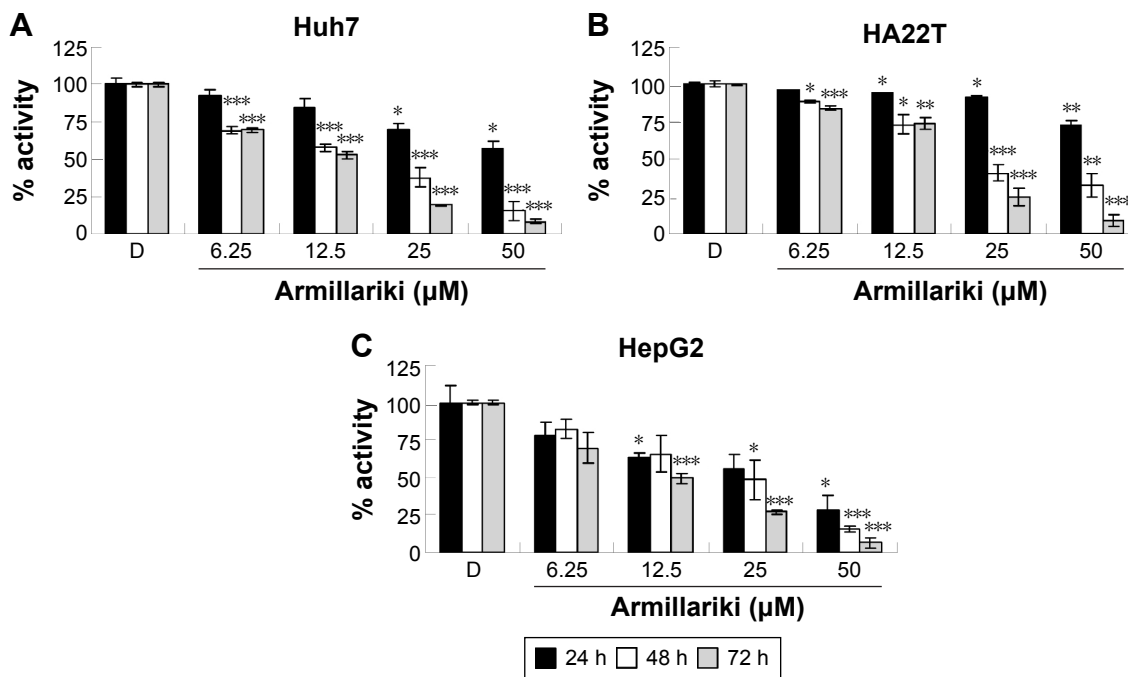 A
Huh7
125
100
75
50
25
0
% activity
*** *** *** *** * *** *** * *** ***
D 6.25 12.5 25 50
Armillariki (μM)
B
HA22T
125
100
75
50
25
0
% activity
* *** * * ** * *** *** ** ** ***
D 6.25 12.5 25 50
Armillariki (μM)
C
HepG2
125
100
75
50
25
0
% activity
* *** * *** * *** ***
D 6.25 12.5 25 50
Armillariki (μM)
24 h 48 h 72 h